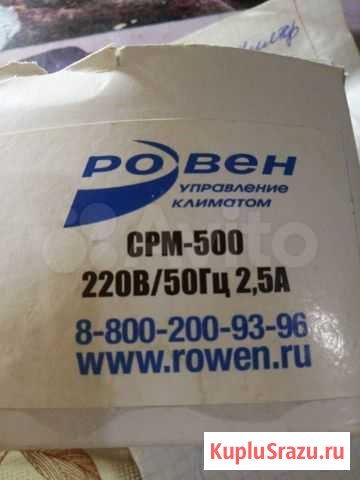 РОВЕН
УПРАВЛЕНИЕ
КЛИМАТОМ
СРМ-500
220В/50Гц 2,5А
8-800-200-93-96
www.rowen.ru
Avito
KupluSrazu.ru